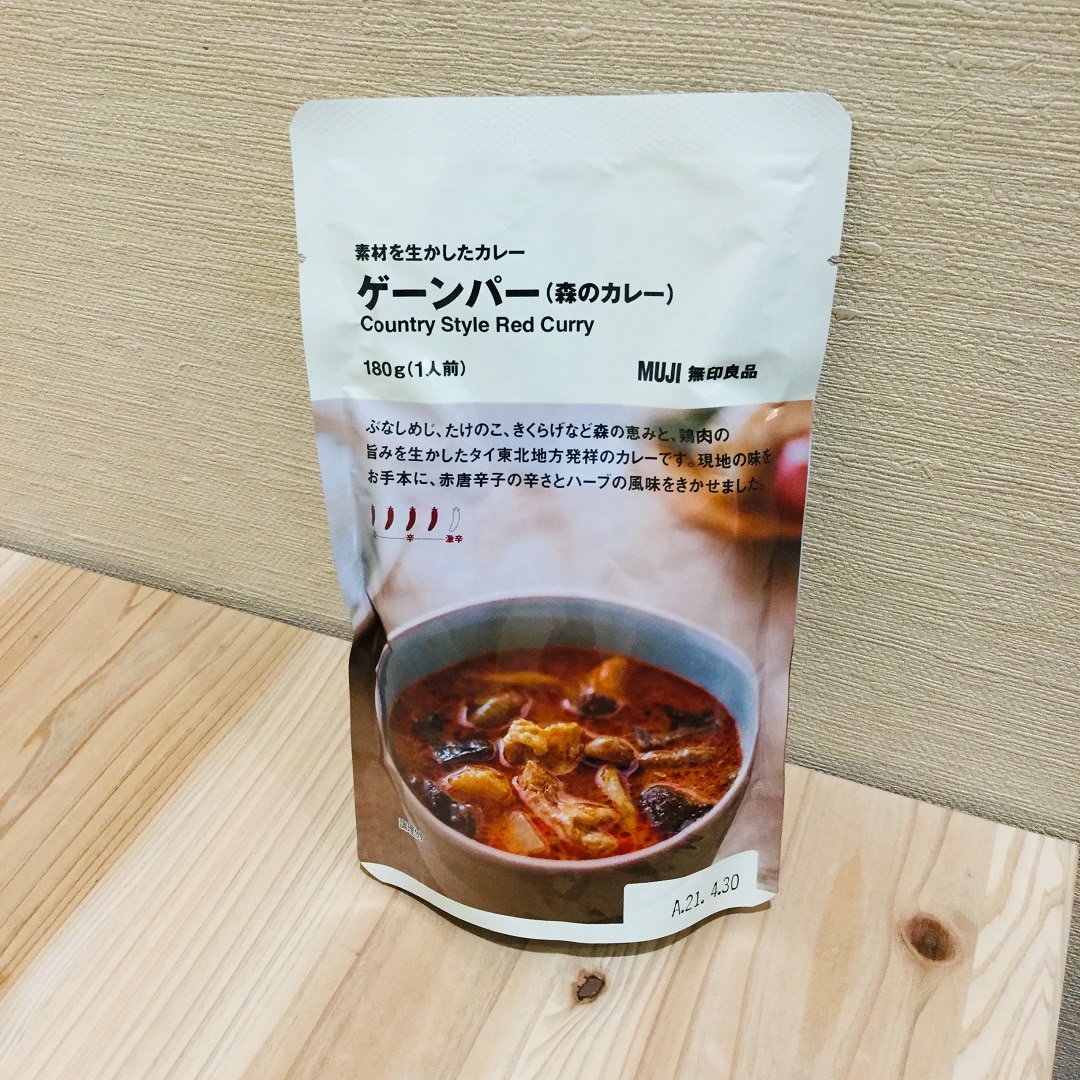 素材を生かしたカレー
ゲーンパー(森のカレー)
Country Style Red Curry
180g(1人前)
MUJI 無印良品
ぶなしめじ、たけのこ、きくらげなど森の恵みと、鶏肉の
旨みを生かしたタイ東北地方発祥のカレーです。現地の味を
お手本に、赤唐辛子の辛さとハーブの風味をきかせました。
辛 激辛
調理例
A.21. 4.30